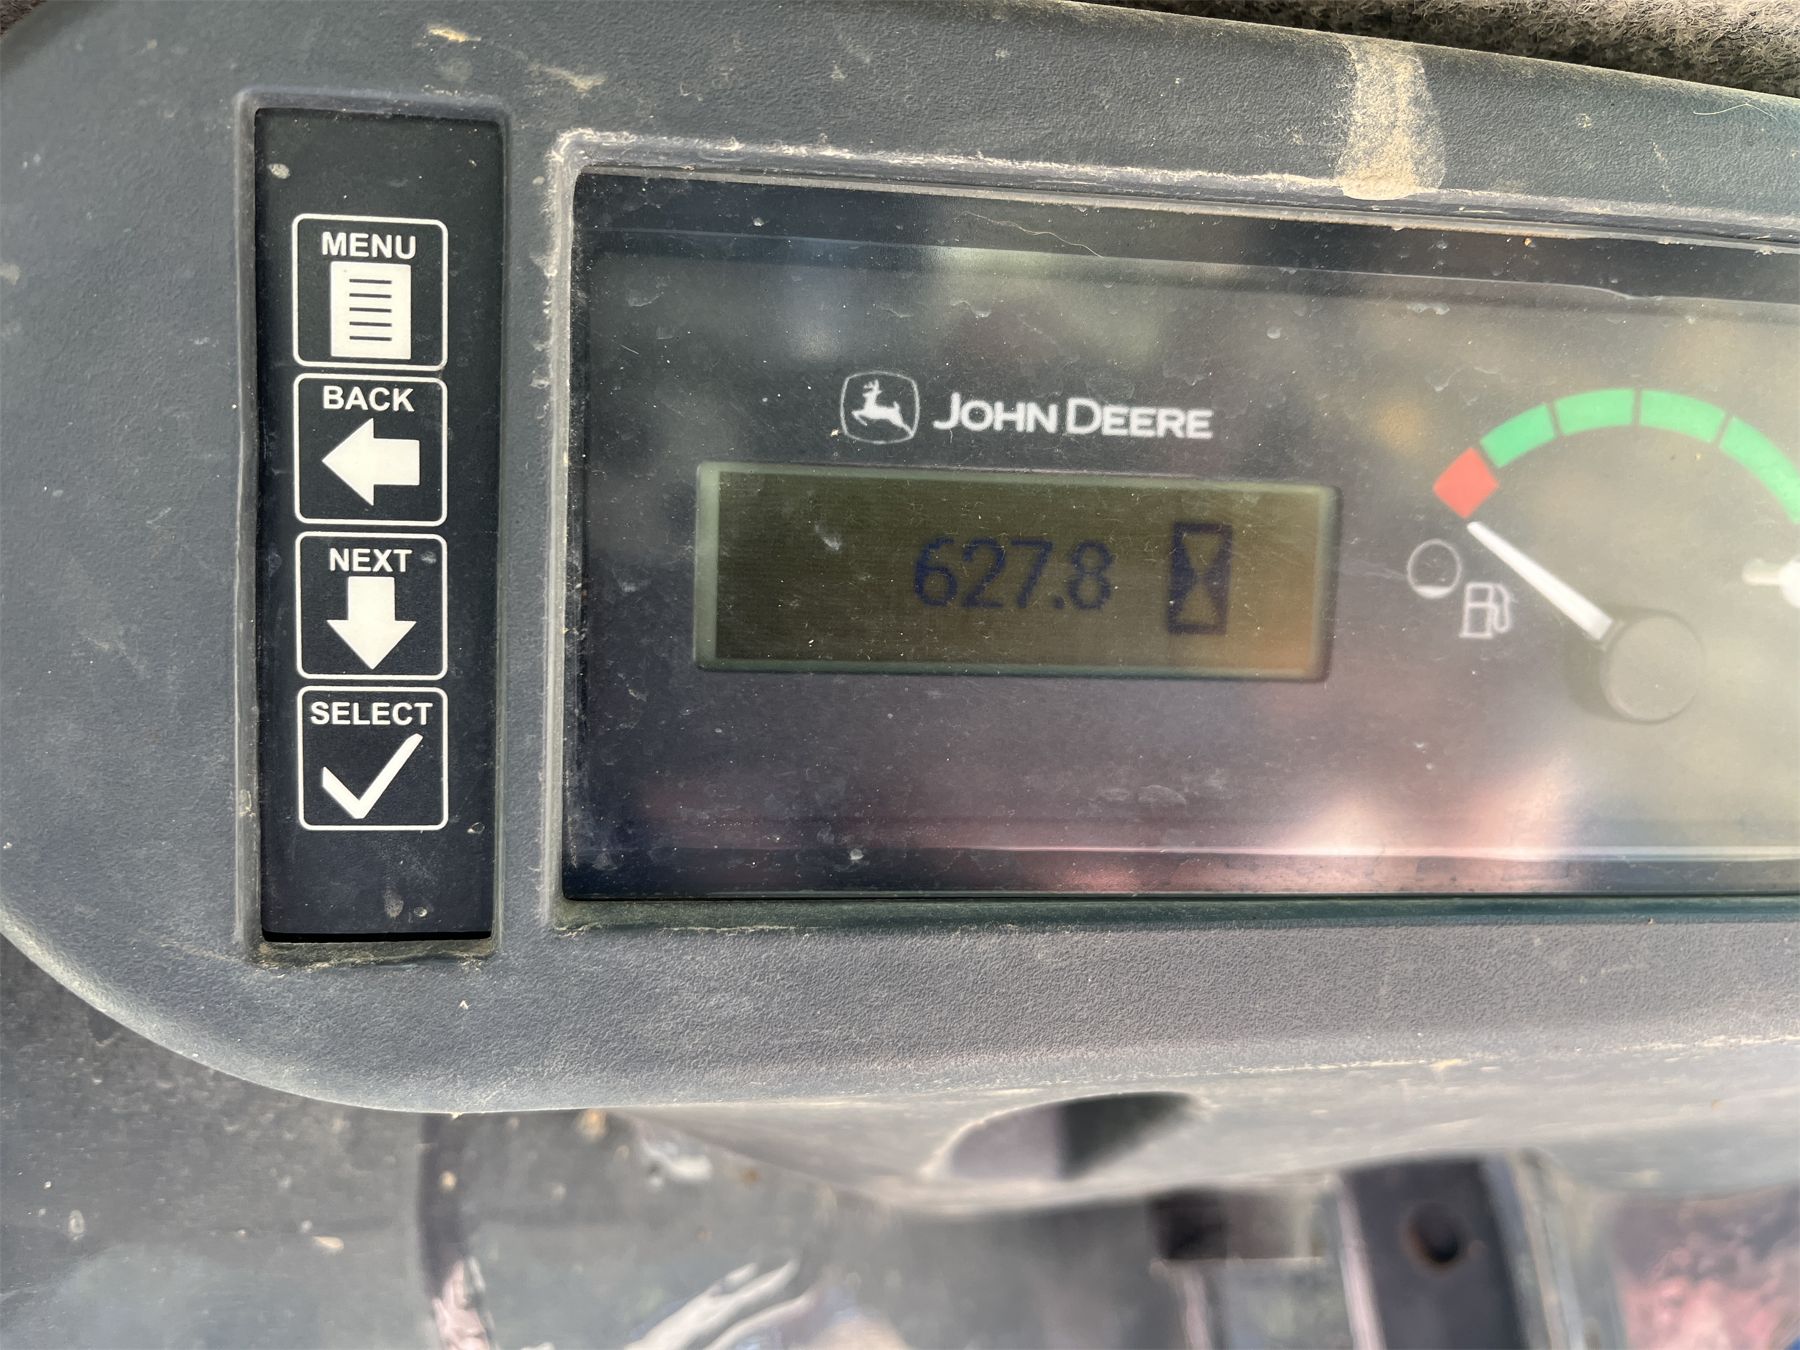 MENU
BACK
NEXT
SELECT
JOHN DEERE
627.8